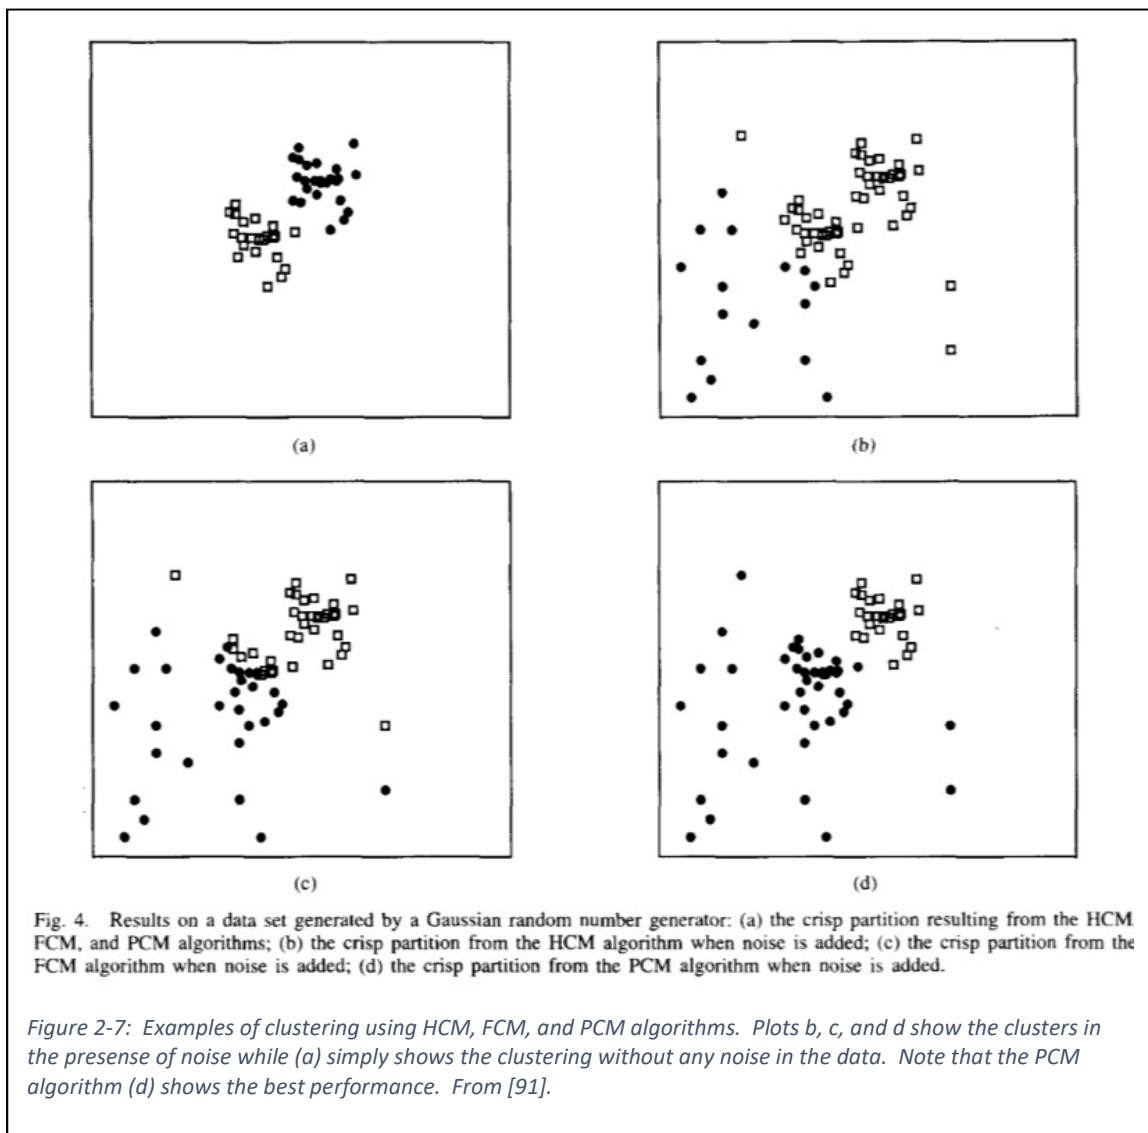 (a)
(b)
(c)
(d)
Fig. 4. Results on a data set generated by a Gaussian random number generator: (a) the crisp partition resulting from the HCM
FCM, and PCM algorithms; (b) the crisp partition from the HCM algorithm when noise is added; (c) the crisp partition from the
FCM algorithm when noise is added; (d) the crisp partition from the PCM algorithm when noise is added.
Figure 2-7: Examples of clustering using HCM, FCM, and PCM algorithms. Plots b, c, and d show the clusters in
the presense of noise while (a) simply shows the clustering without any noise in the data. Note that the PCM
algorithm (d) shows the best performance. From [91].